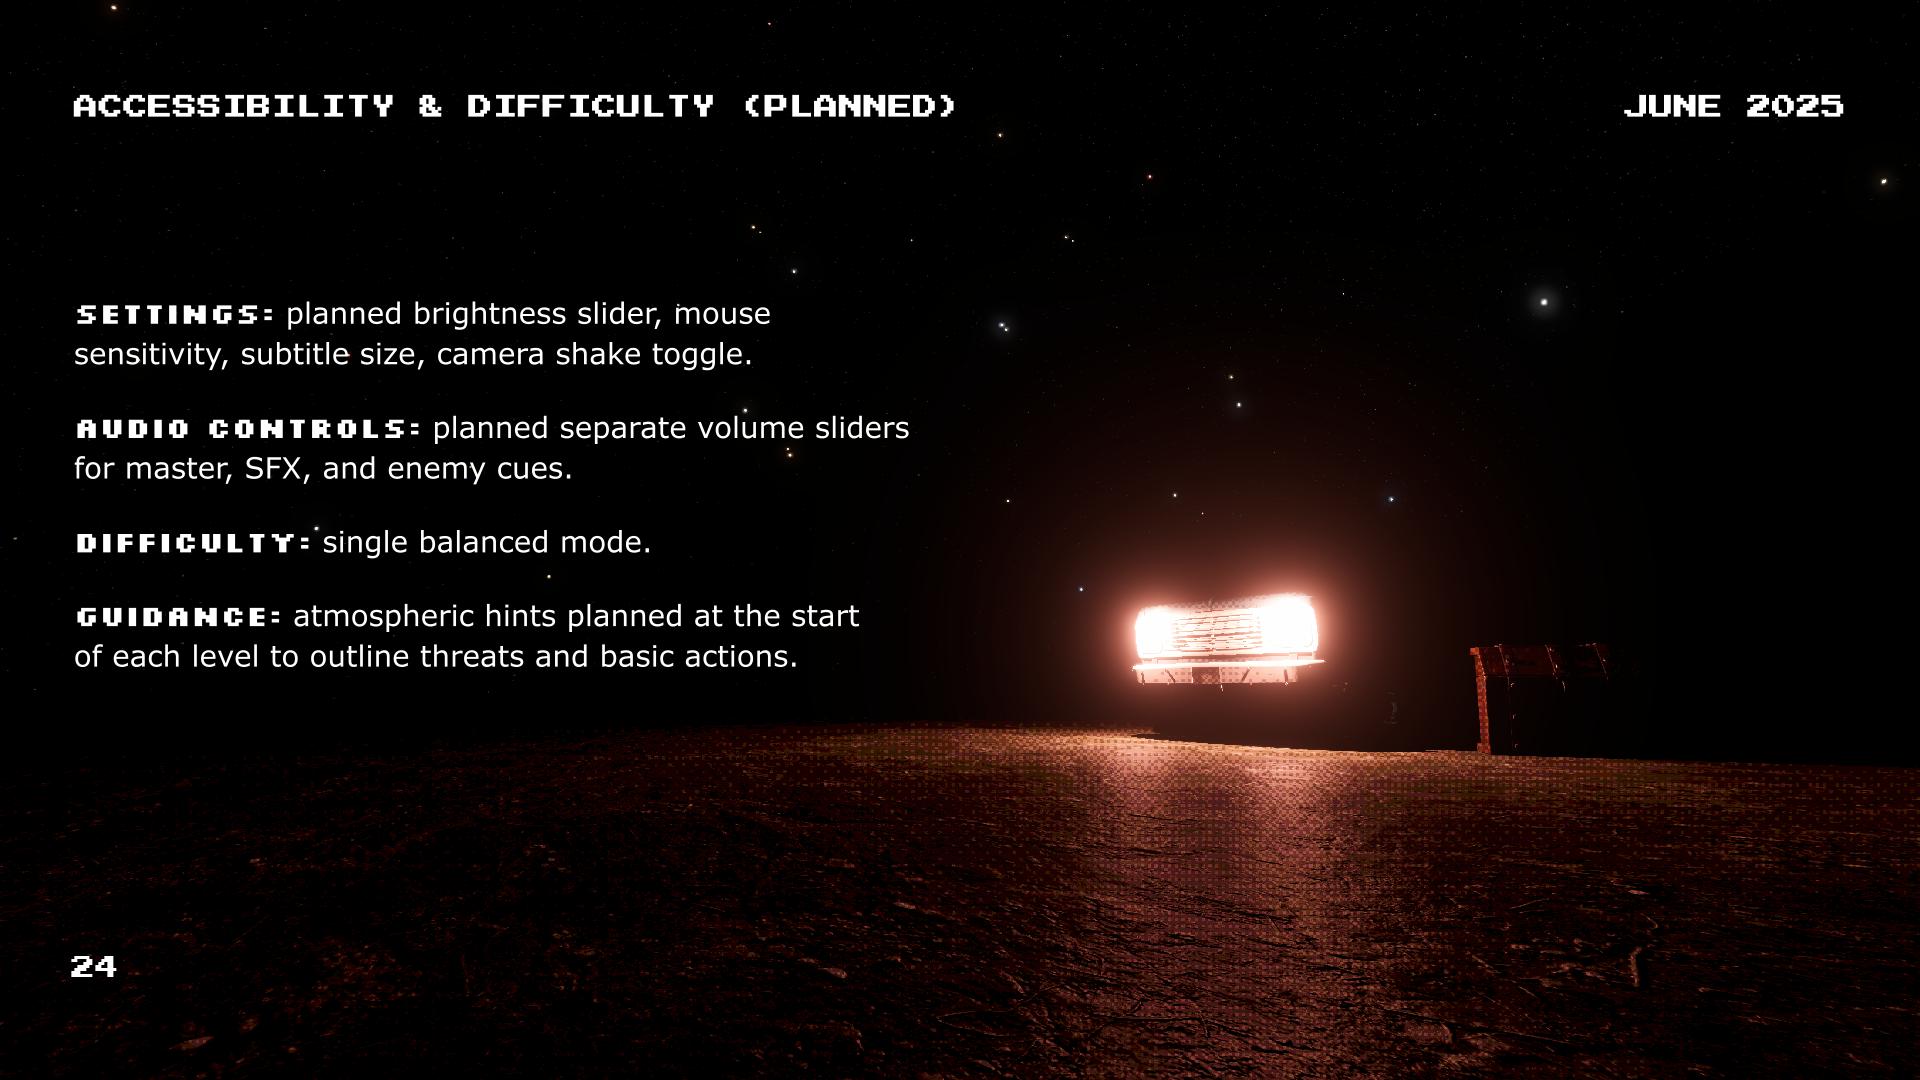 ACCESSIBILITY & DIFFICULTY (PLANNED)
JUNE 2025
SETTINGS: planned brightness slider, mouse
sensitivity, subtitle size, camera shake toggle.
AUDIO CONTROLS: planned separate volume sliders
for master, SFX, and enemy cues.
DIFFICULTY: single balanced mode.
GUIDANCE: atmospheric hints planned at the start
of each level to outline threats and basic actions.
24